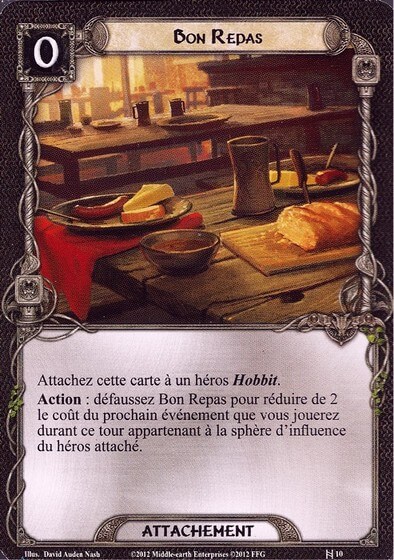 Bon Repas
0
Attachez cette carte à un héros Hobbit.
Action : défaussez Bon Repas pour réduire de 2
le coût du prochain événement que vous jouerez
durant ce tour appartenant à la sphère d'influence
du héros attaché.
ATTACHEMENT
Illus. David Auden Nash ©2012 Middle-earth Enterprises ©2012 FFG 10